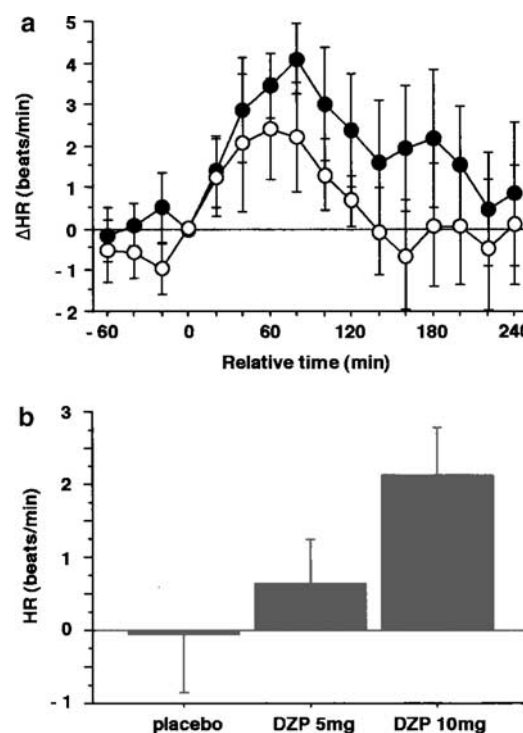 a
ΔHR (beats/min)
5
4
3
2
1
0
- 1
- 2
- 60
0
60
120
180
240
Relative time (min)
b
HR (beats/min)
3
2
1
0
- 1
placebo
DZP 5mg
DZP 10mg